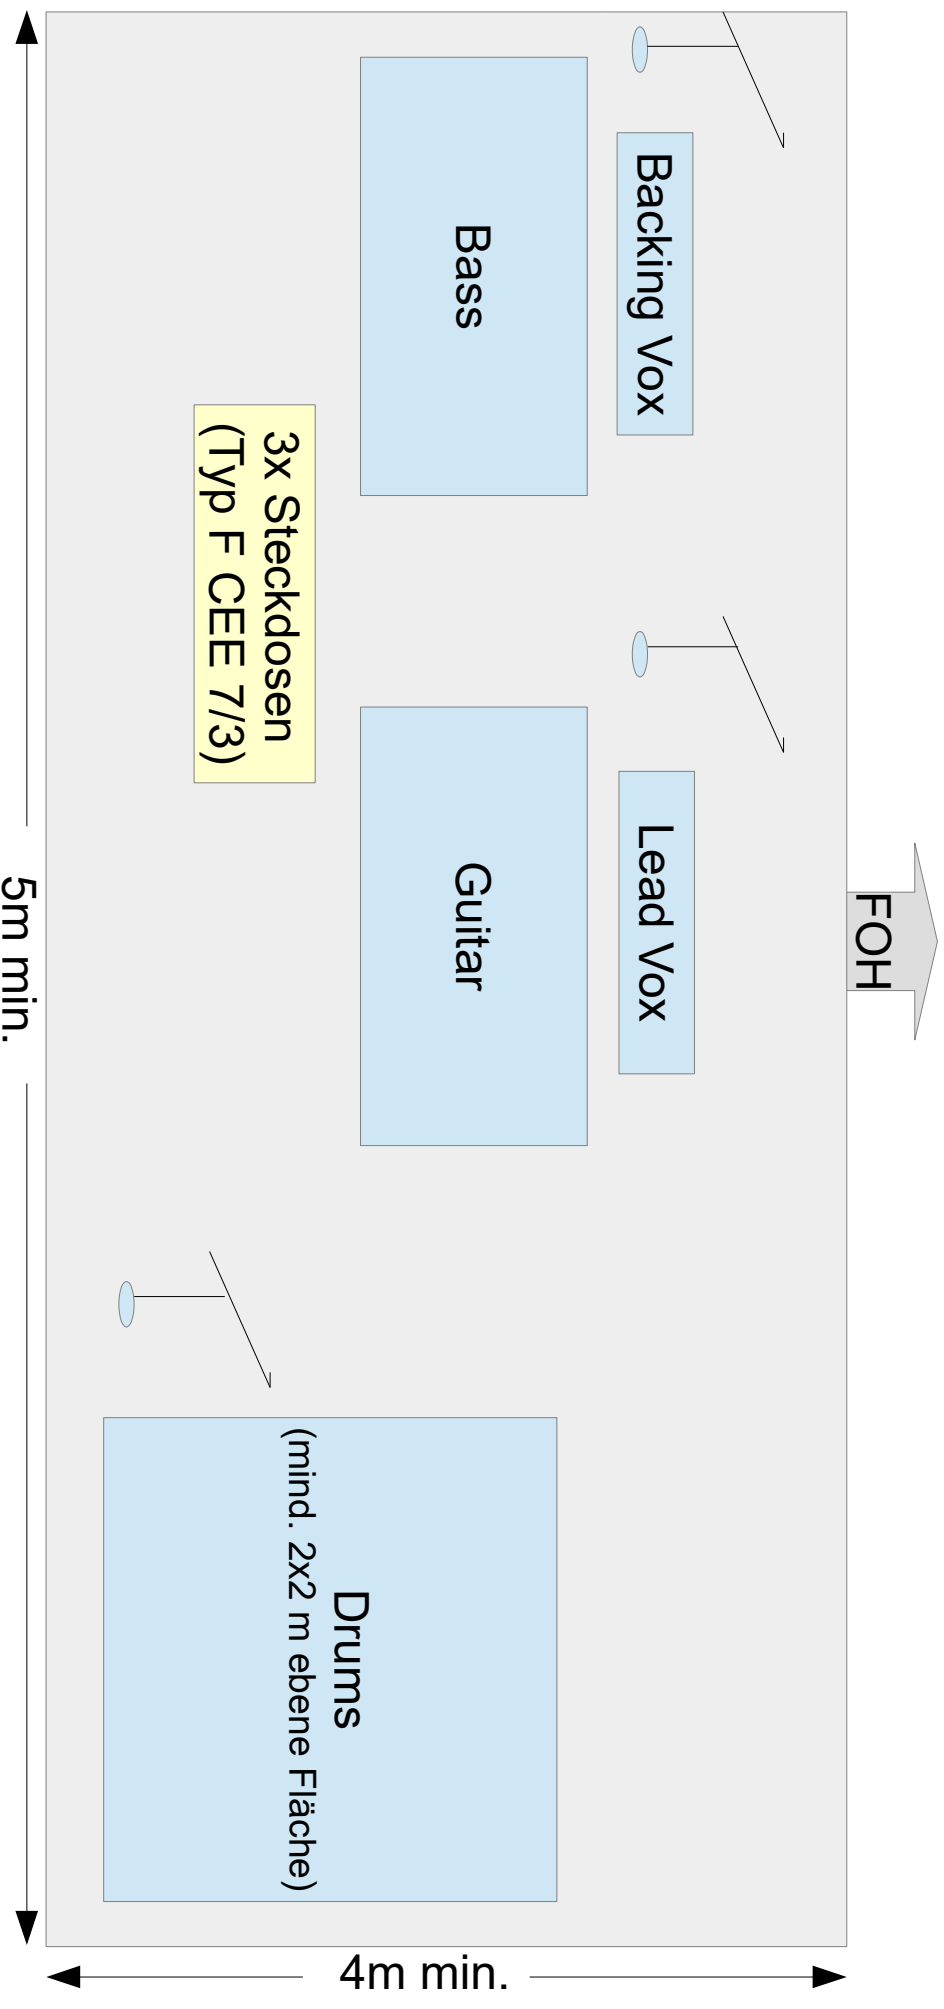 FOH
Backing Vox
Lead Vox
Bass
Guitar
Drums
(mind. 2x2 m ebene Fläche)
3x Steckdosen
(Typ F CEE 7/3)
5m min.
4m min.